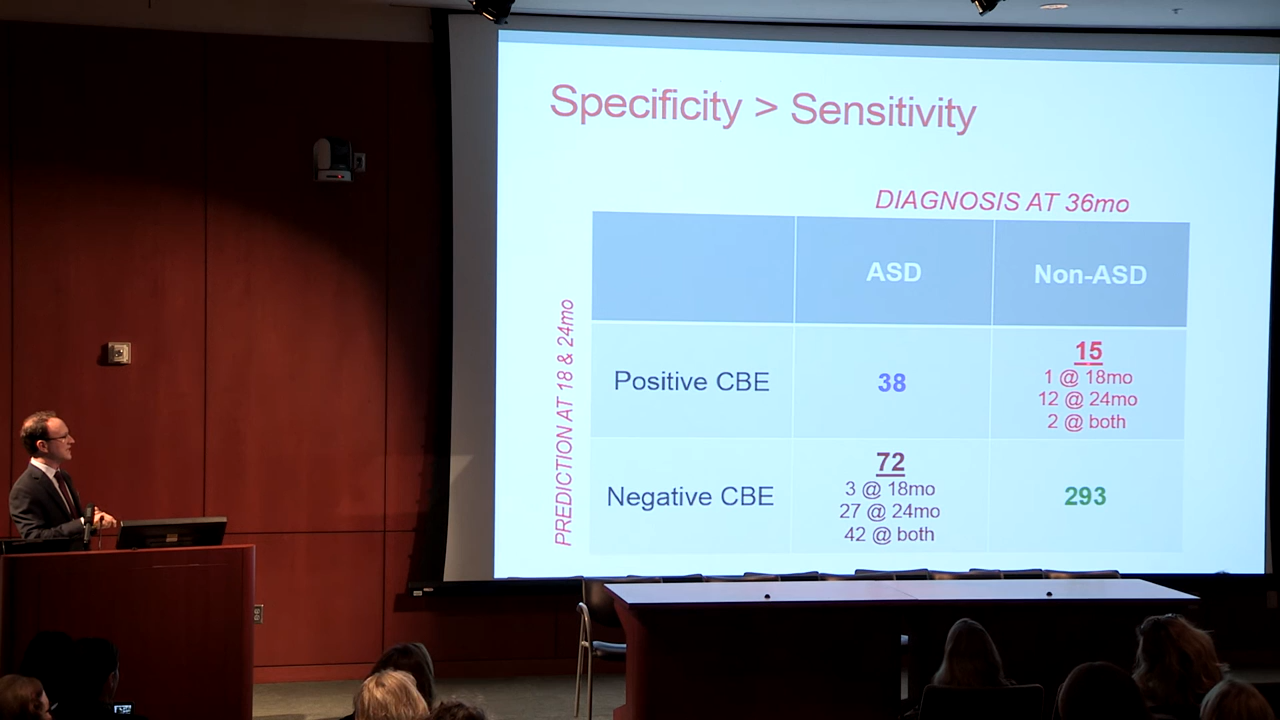 Specificity > Sensitivity
DIAGNOSIS AT 36mo
PREDICTION AT 18 & 24mo
ASD
Non-ASD
Positive CBE
38
15
1 @ 18mo
12 @ 24mo
2 @ both
Negative CBE
72
3 @ 18mo
27 @ 24mo
42 @ both
293